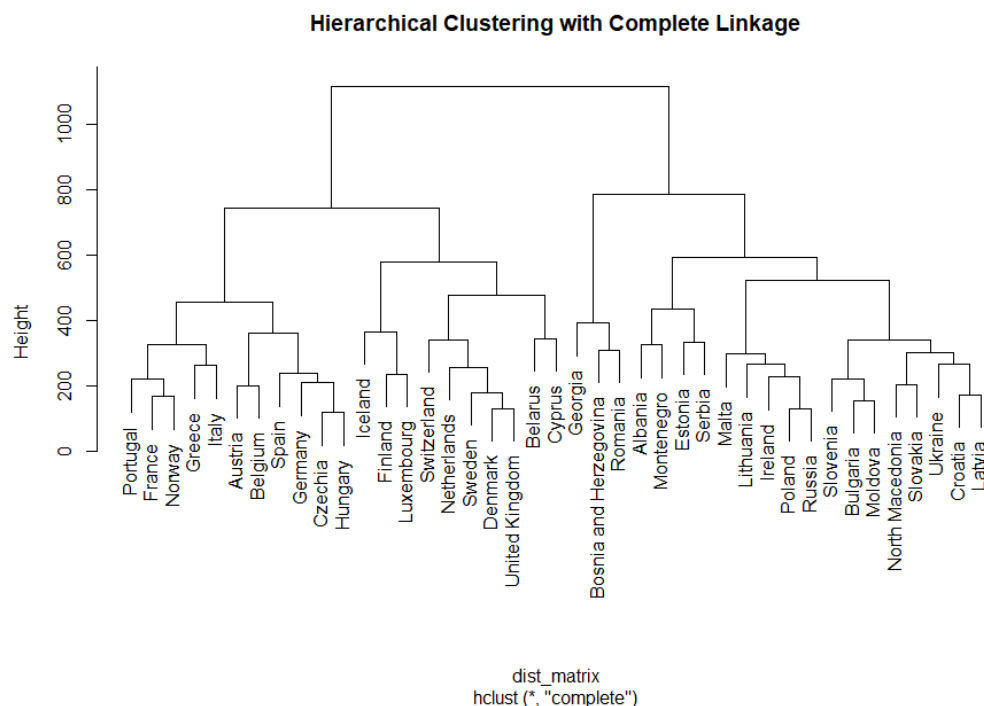 Hierarchical Clustering with Complete Linkage
Height
0
200
400
600
800
1000
Portugal
France
Norway
Greece
Italy
Austria
Belgium
Spain
Germany
Czechia
Hungary
Iceland
Finland
Luxembourg
Switzerland
Netherlands
Sweden
Denmark
United Kingdom
Belarus
Cyprus
Georgia
Bosnia and Herzegovina
Romania
Albania
Montenegro
Estonia
Serbia
Malta
Lithuania
Ireland
Poland
Russia
Slovenia
Bulgaria
Moldova
North Macedonia
Slovakia
Ukraine
Croatia
Latvia
dist_matrix
hclust (*, "complete")